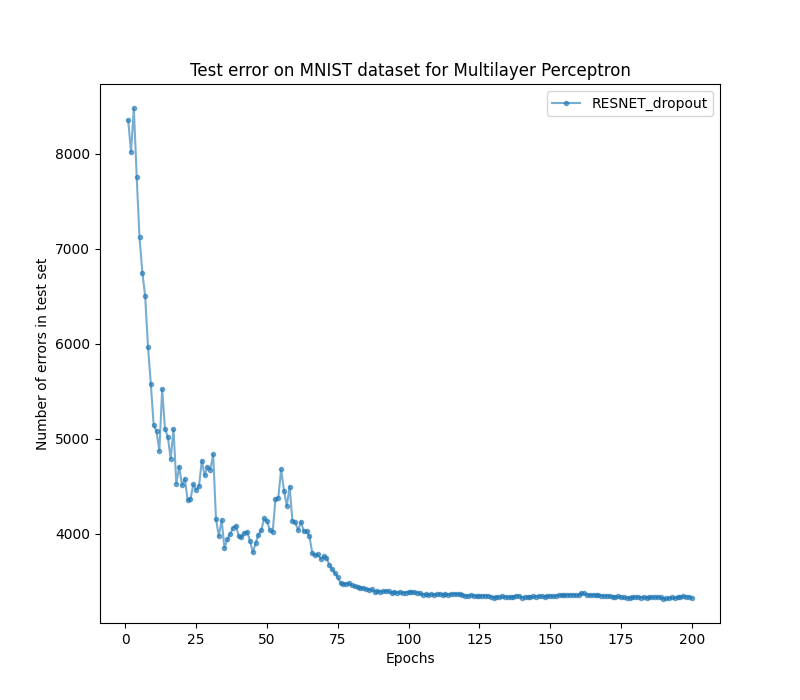 Test error on MNIST dataset for Multilayer Perceptron
RESNET_dropout
Number of errors in test set
8000
7000
6000
5000
4000
0 25 50 75 100 125 150 175 200
Epochs